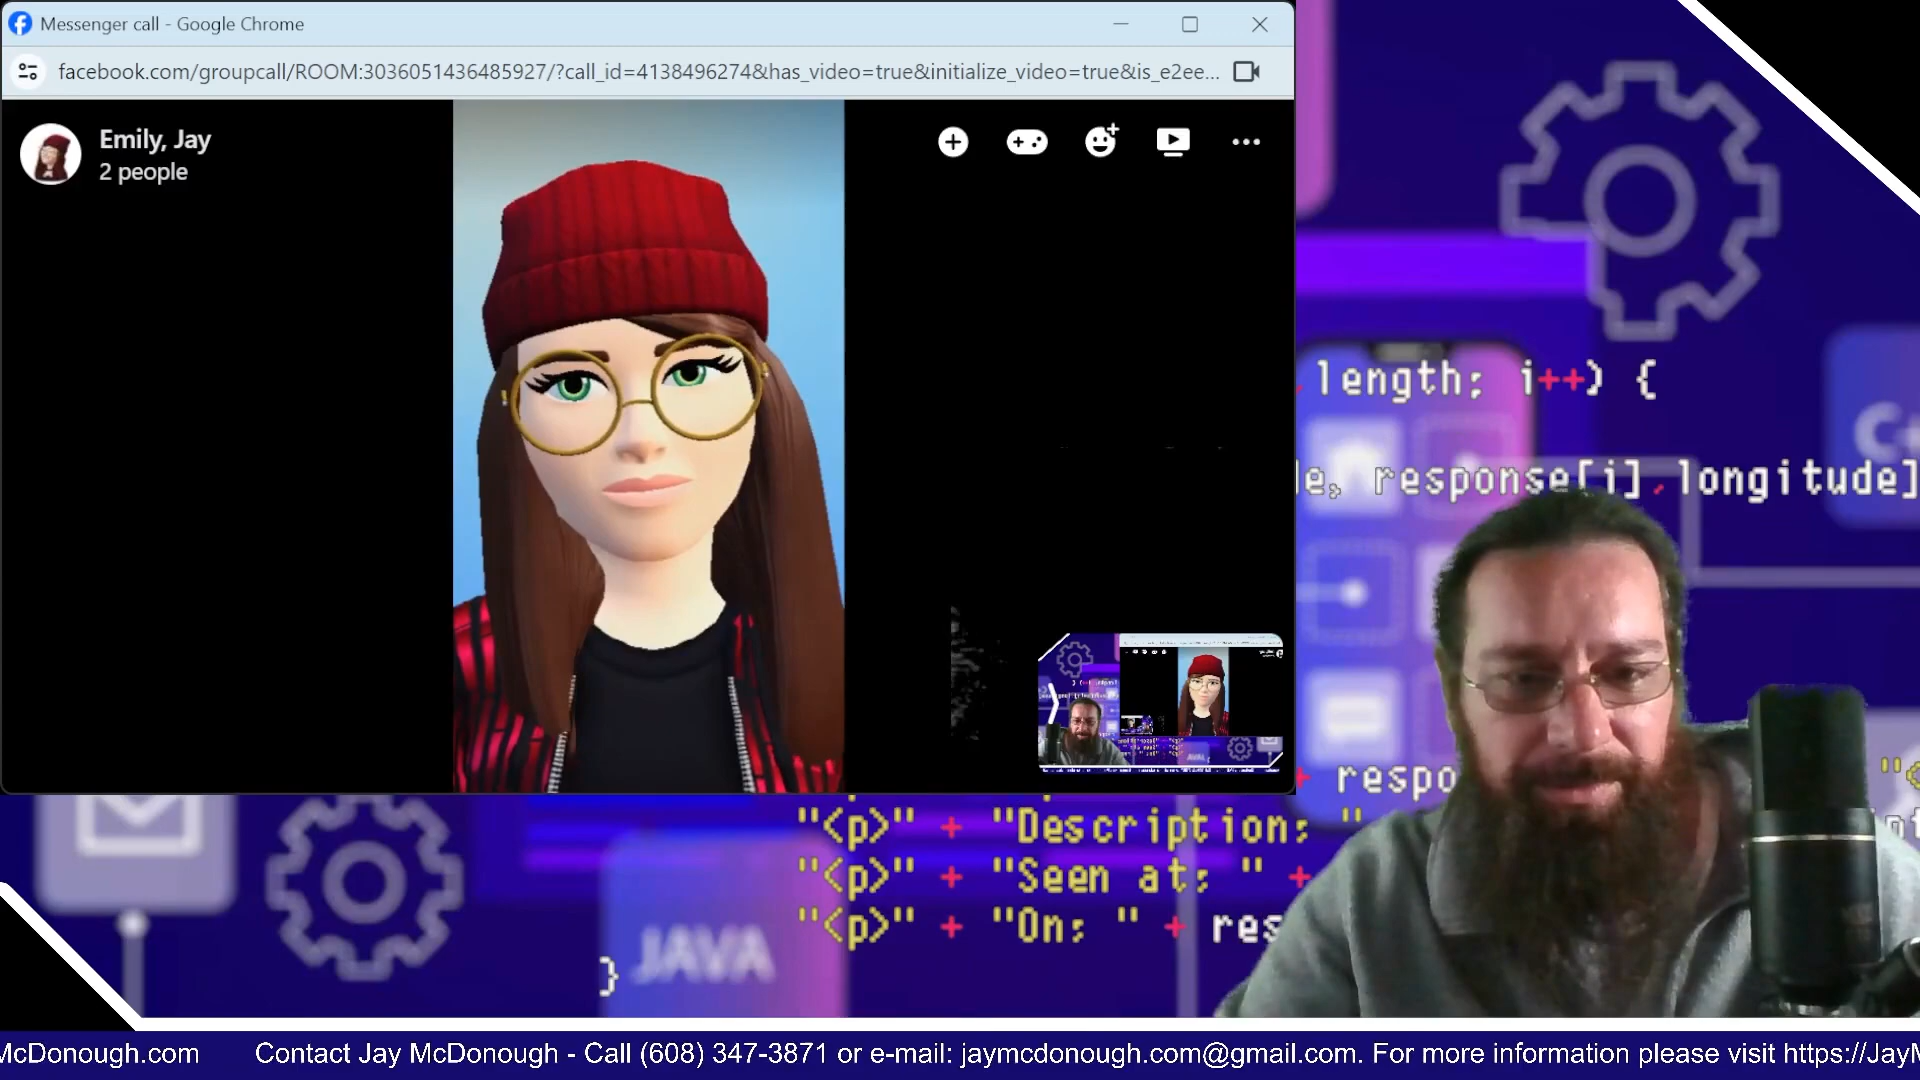 Messenger call - Google Chrome
facebook.com/groupcall/ROOM:3036051436485927/?call_id=4138496274&has_video=true&initialize_video=true&is_e2ee...
Emily, Jay
2 people
.length; i++) {
C+
response[i].longitude]
+ respo
"<p>" + "Description: "
"<p>" + "Seen at: " +
"<p>" + "On: " + res
}
JAVA
McDonough.com Contact Jay McDonough - Call (608) 347-3871 or e-mail: jaymcdonough.com@gmail.com. For more information please visit https://JayM